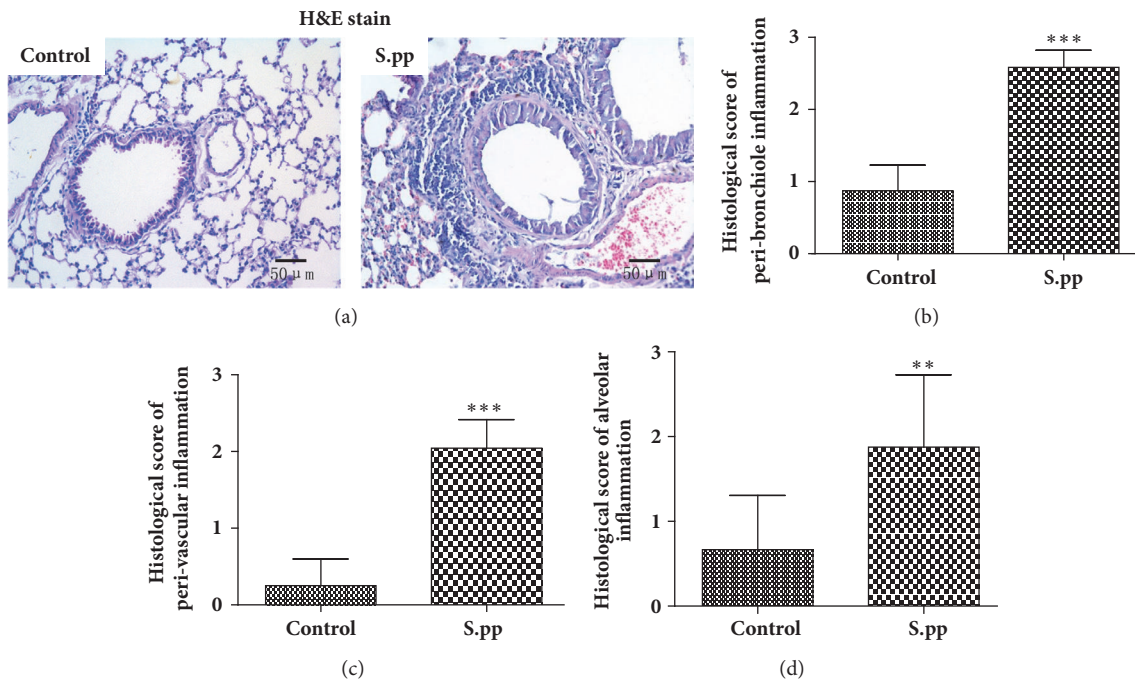 H&E stain
Control
S.pp
50 μm
50 μm
(a)
Histological score of
peri-bronchiole inflammation
3
2
1
0
***
Control
S.pp
(b)
Histological score of
peri-vascular inflammation
3
2
1
0
***
Control
S.pp
(c)
Histological score of alveolar
inflammation
3
2
1
0
**
Control
S.pp
(d)